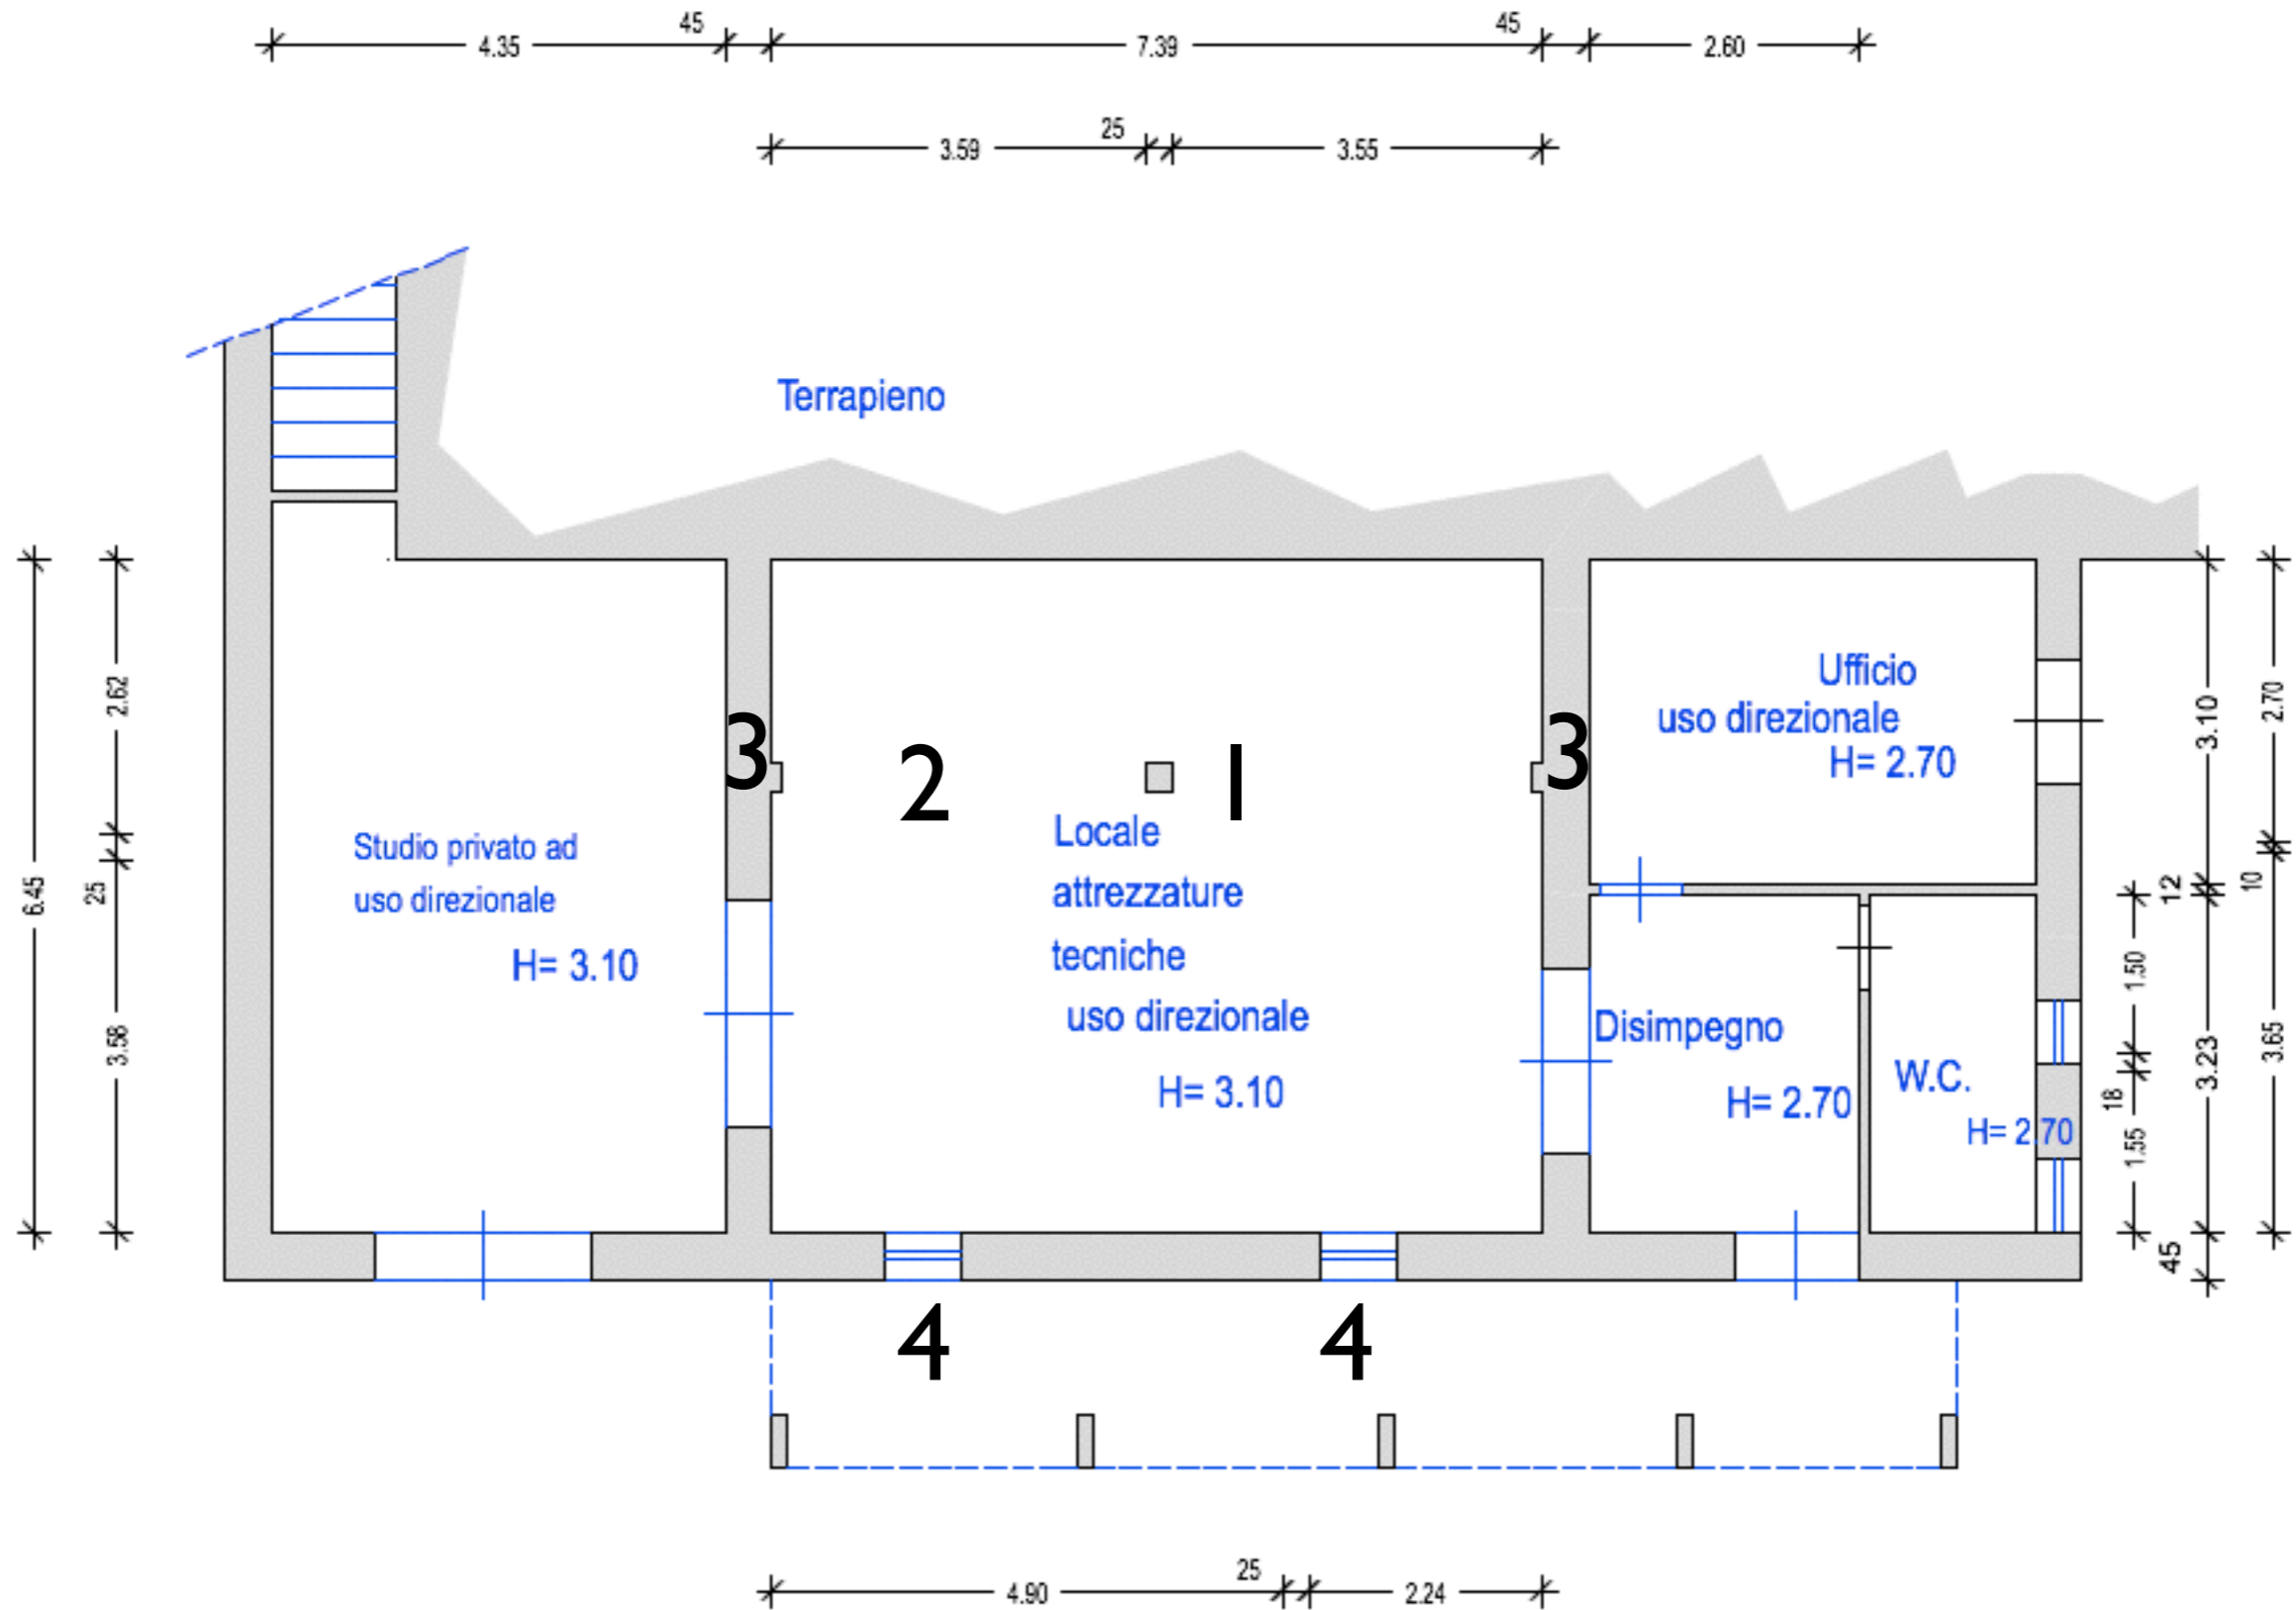 45 45
4.35 7.39 2.60
25
3.59 3.55
Terrapieno
Ufficio
uso direzionale
H= 2.70
3 3
2 1
Locale
attrezzature
tecniche
uso direzionale
H= 3.10
Studio privato ad
uso direzionale
H= 3.10
Disimpegno
H= 2.70
W.C.
H= 2.70
6.45
2.62
25
3.58
3.10
2.70
12
10
1.50
3.23
3.65
18
1.55
45
4 4
25
4.90 2.24